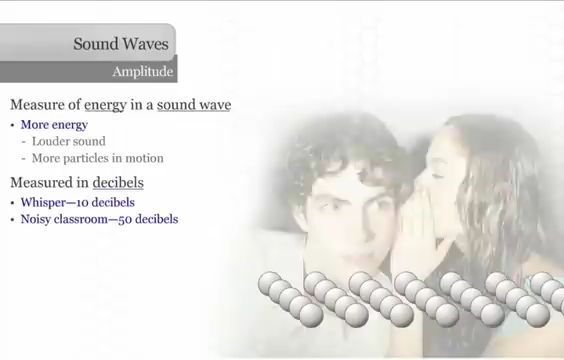 Sound Waves
Amplitude
Measure of energy in a sound wave
• More energy
- Louder sound
- More particles in motion
Measured in decibels
• Whisper—10 decibels
• Noisy classroom—50 decibels